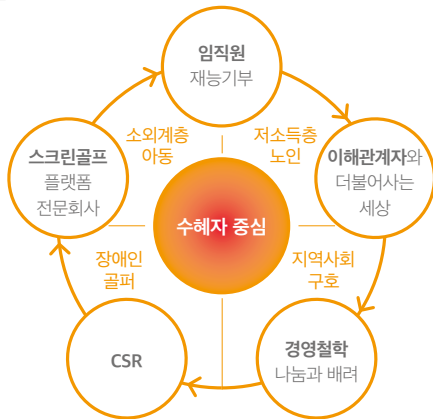 임직원
재능기부
소외계층
아동
저소득층
노인
스크린골프
플랫폼
전문회사
수혜자 중심
이해관계자와
더불어사는
세상
장애인
골퍼
지역사회
구호
CSR
경영철학
나눔과 배려